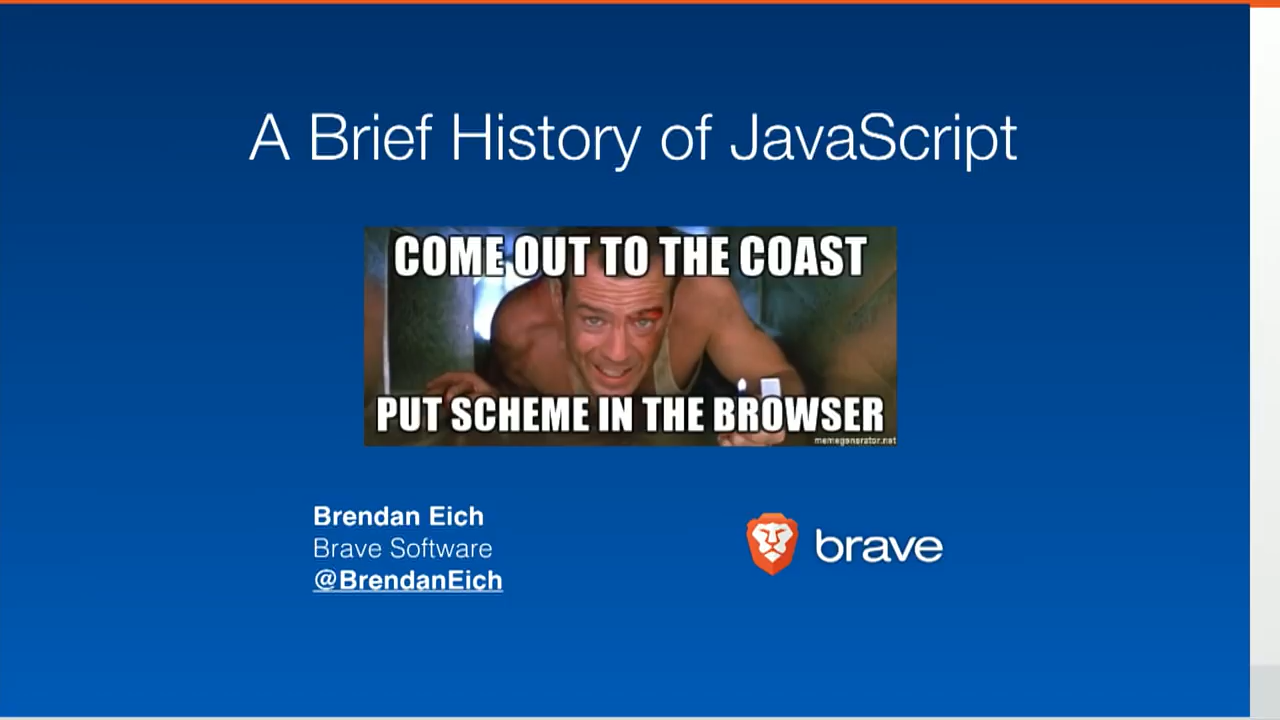 A Brief History of JavaScript
COME OUT TO THE COAST
PUT SCHEME IN THE BROWSER
memegenerator.net
Brendan Eich
Brave Software
@BrendanEich
brave